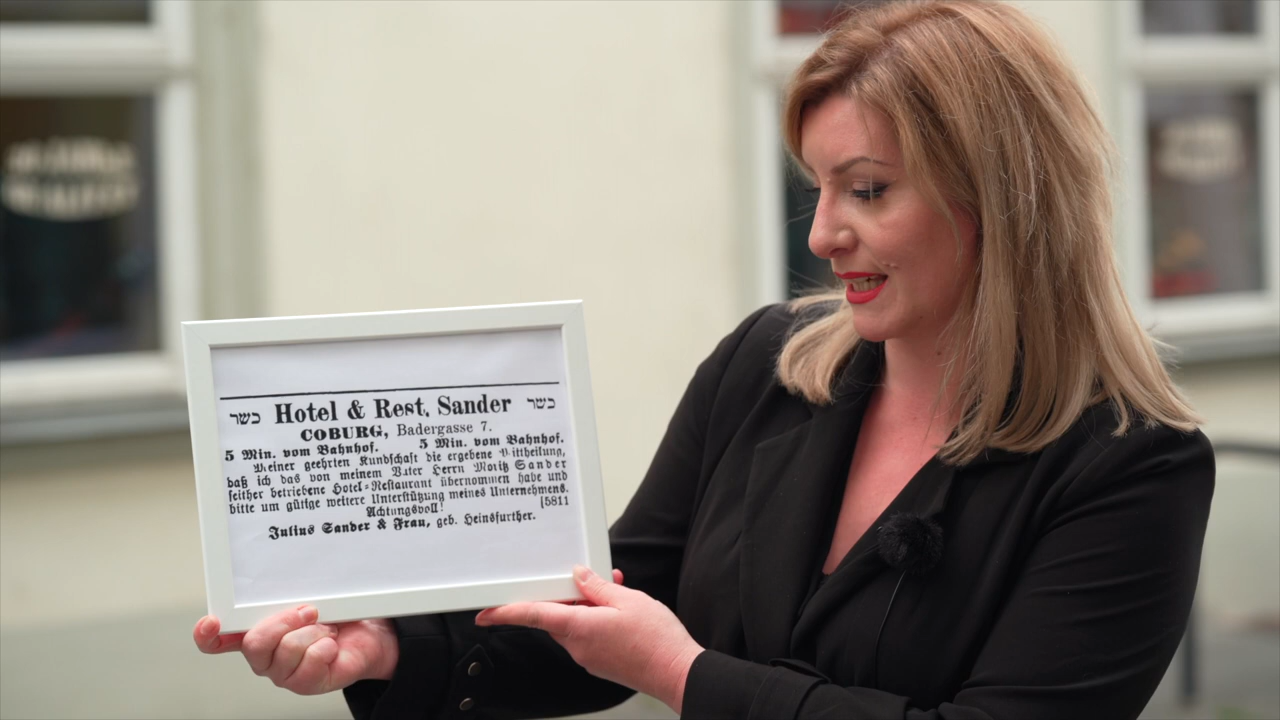 כשר Hotel & Rest. Sander כשר
COBURG, Badergasse 7.
5 Min. vom Bahnhof. 5 Min. vom Bahnhof.
Meiner geehrten Kundschaft die ergebene Mittheilung,
daß ich das von meinem Vater Herrn Moritz Sander
seither betriebene Hotel-Restaurant übernommen habe und
bitte um gütige weitere Unterstützung meines Unternehmens.
Achtungsvoll! [5811
Julius Sander & Frau, geb. Heinsfurther.